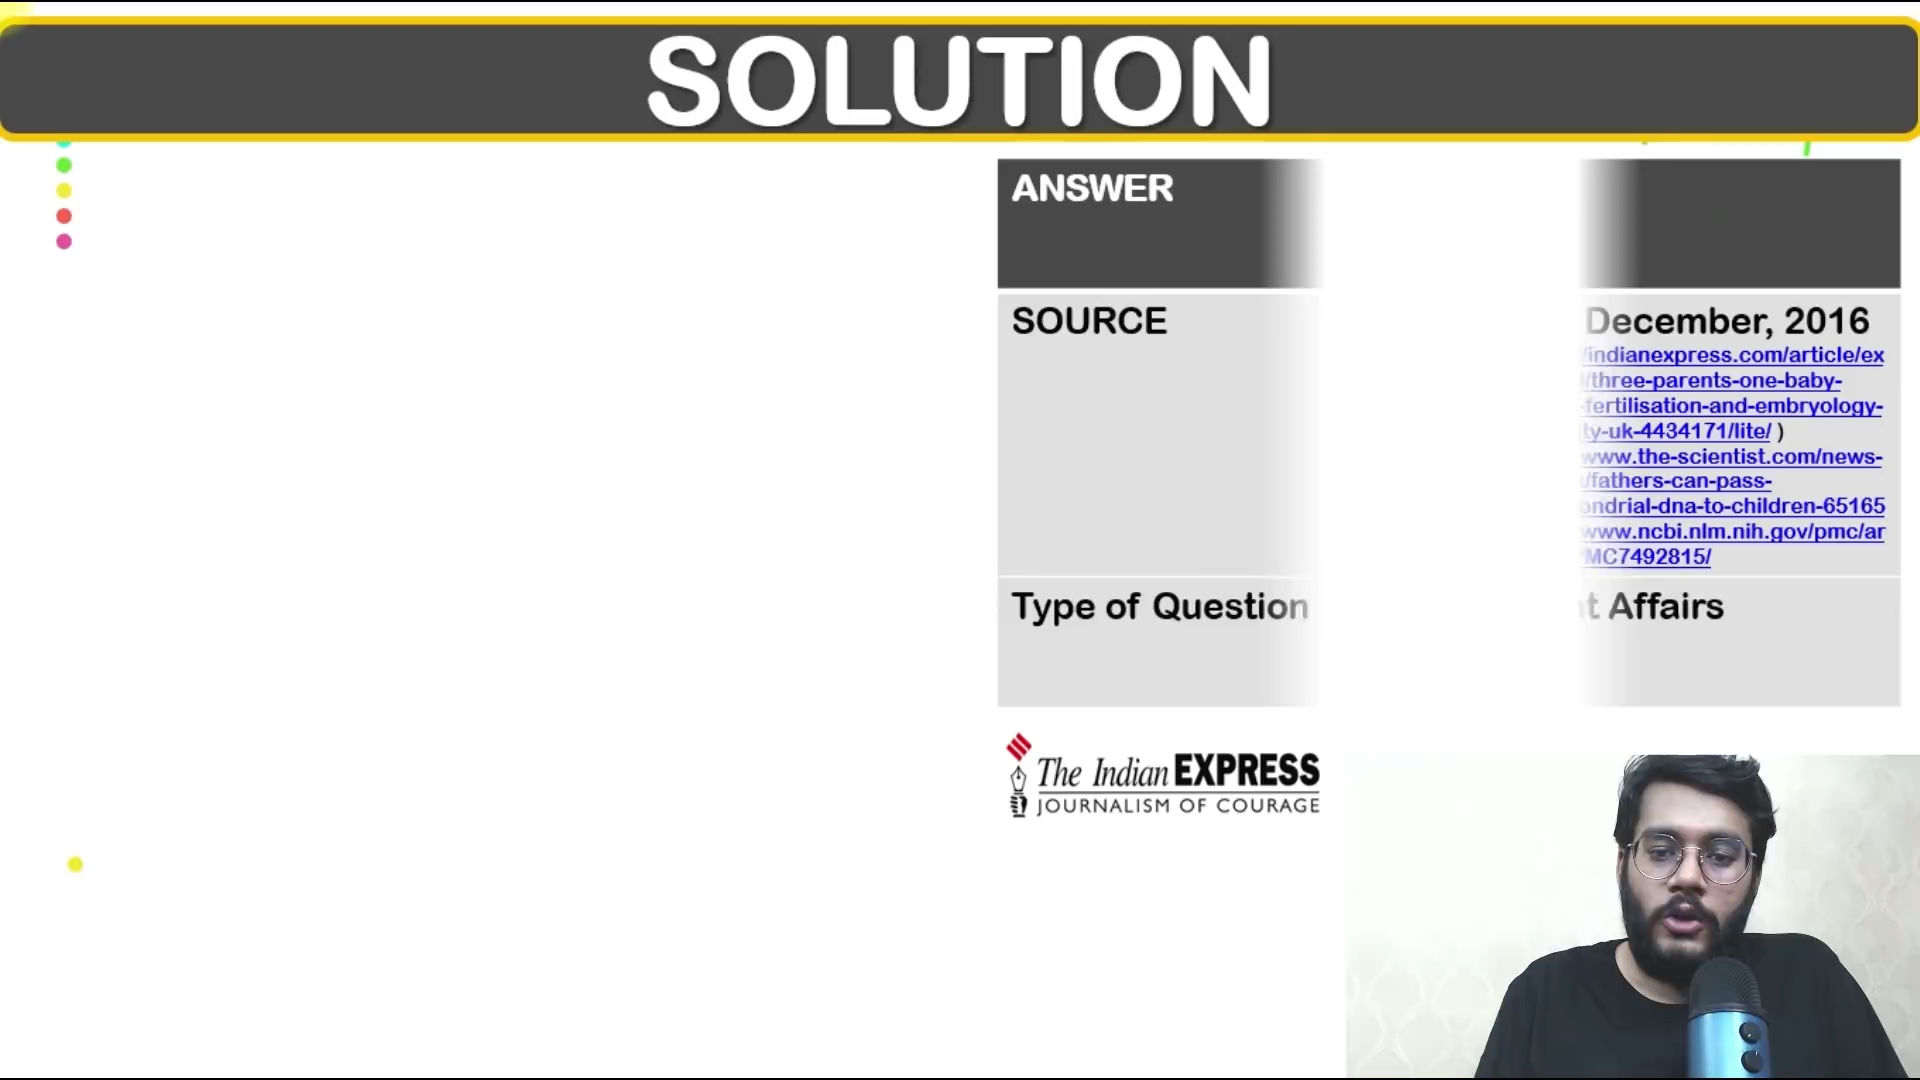 SOLUTION
ANSWER
SOURCE
December, 2016
/indianexpress.com/article/ex
/three-parents-one-baby-
-fertilisation-and-embryology-
ty-uk-4434171/lite/ )
www.the-scientist.com/news-
/fathers-can-pass-
ondrial-dna-to-children-65165
www.ncbi.nlm.nih.gov/pmc/ar
MC7492815/
Type of Question
t Affairs
The Indian EXPRESS
JOURNALISM OF COURAGE